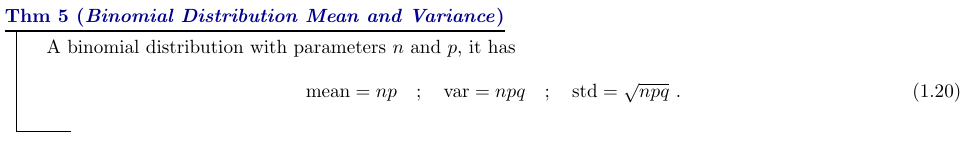 Thm 5 (Binomial Distribution Mean and Variance)
A binomial distribution with parameters n and p, it has
mean = np ; var = npq ; std = √npq . (1.20)